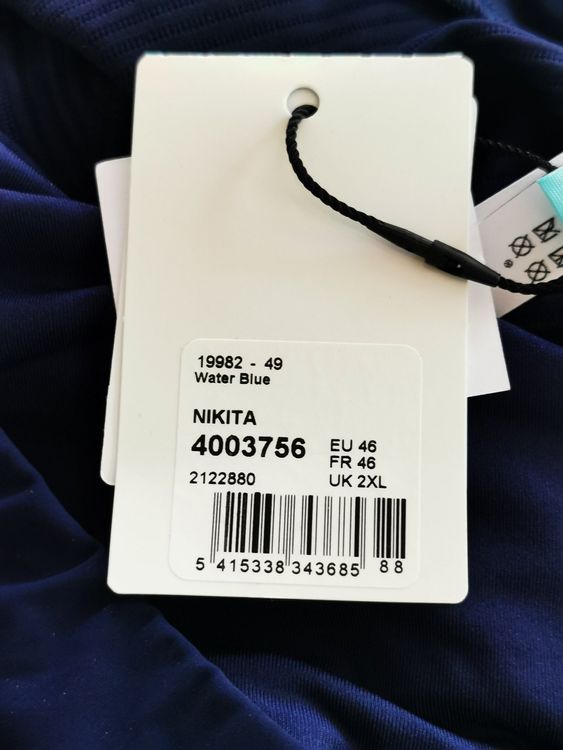 19982 - 49
Water Blue
NIKITA
4003756
EU 46
FR 46
UK 2XL
2122880
5 415338 343685 88